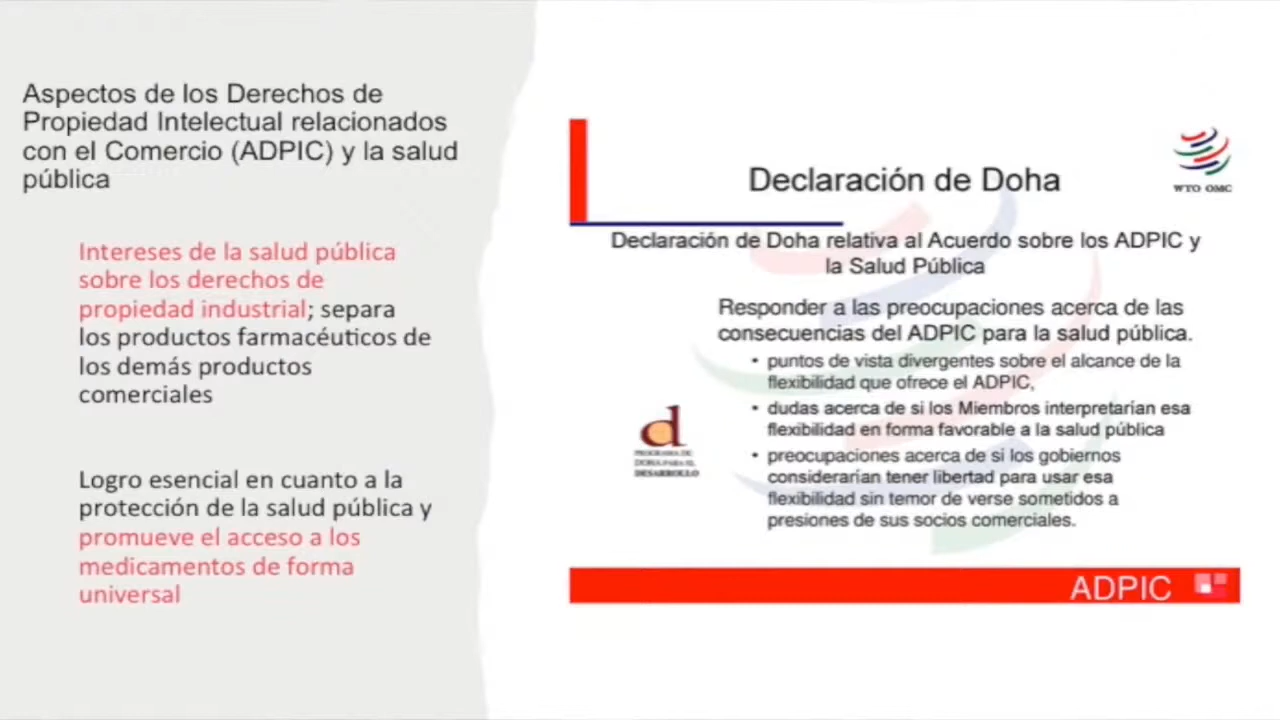 Aspectos de los Derechos de
Propiedad Intelectual relacionados
con el Comercio (ADPIC) y la salud
pública
Intereses de la salud pública
sobre los derechos de
propiedad industrial; separa
los productos farmacéuticos de
los demás productos
comerciales
Logro esencial en cuanto a la
protección de la salud pública y
promueve el acceso a los
medicamentos de forma
universal
Declaración de Doha
WTO OMC
Declaración de Doha relativa al Acuerdo sobre los ADPIC y
la Salud Pública
Responder a las preocupaciones acerca de las
consecuencias del ADPIC para la salud pública.
• puntos de vista divergentes sobre el alcance de la
flexibilidad que ofrece el ADPIC,
• dudas acerca de si los Miembros interpretarían esa
flexibilidad en forma favorable a la salud pública
• preocupaciones acerca de si los gobiernos
considerarían tener libertad para usar esa
flexibilidad sin temor de verse sometidos a
presiones de sus socios comerciales.
d
PROGRAMA DE
DOHA PARA EL
DESARROLLO
ADPIC